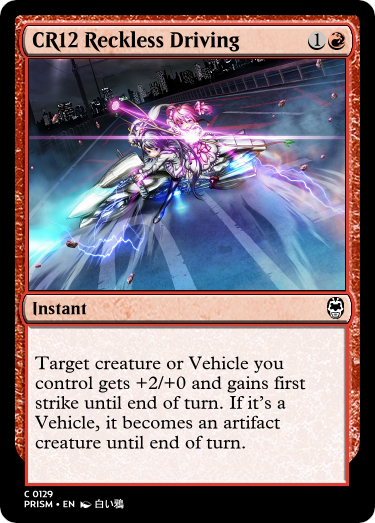 CR12 Reckless Driving 1
Instant
Target creature or Vehicle you
control gets +2/+0 and gains first
strike until end of turn. If it's a
Vehicle, it becomes an artifact
creature until end of turn.
C 0129
PRISM • EN 白い鴉